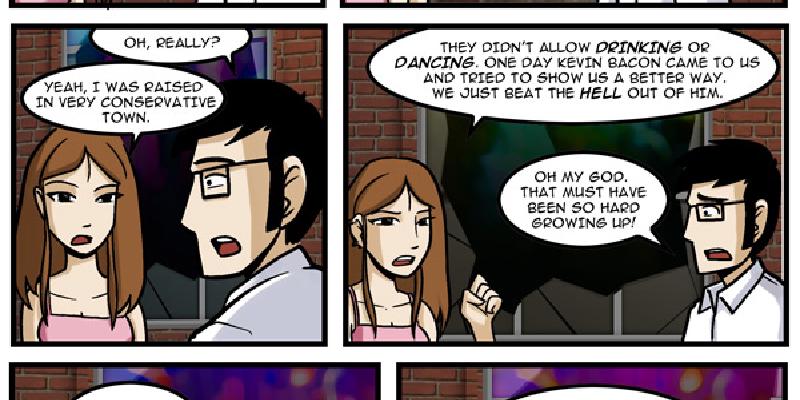 OH, REALLY?
YEAH, I WAS RAISED
IN VERY CONSERVATIVE
TOWN.
THEY DIDN'T ALLOW DRINKING OR
DANCING. ONE DAY KEVIN BACON CAME TO US
AND TRIED TO SHOW US A BETTER WAY.
WE JUST BEAT THE HELL OUT OF HIM.
OH MY GOD.
THAT MUST HAVE
BEEN SO HARD
GROWING UP!